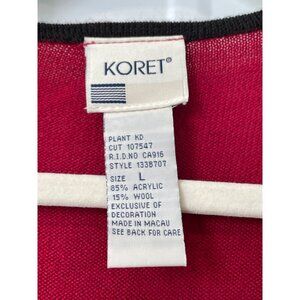 KORET®
PLANT KD
CUT 107547
R.I.D.NO CA916
STYLE 1338707
SIZE L
85% ACRYLIC
15% WOOL
EXCLUSIVE OF
DECORATION
MADE IN MACAU
SEE BACK FOR CARE